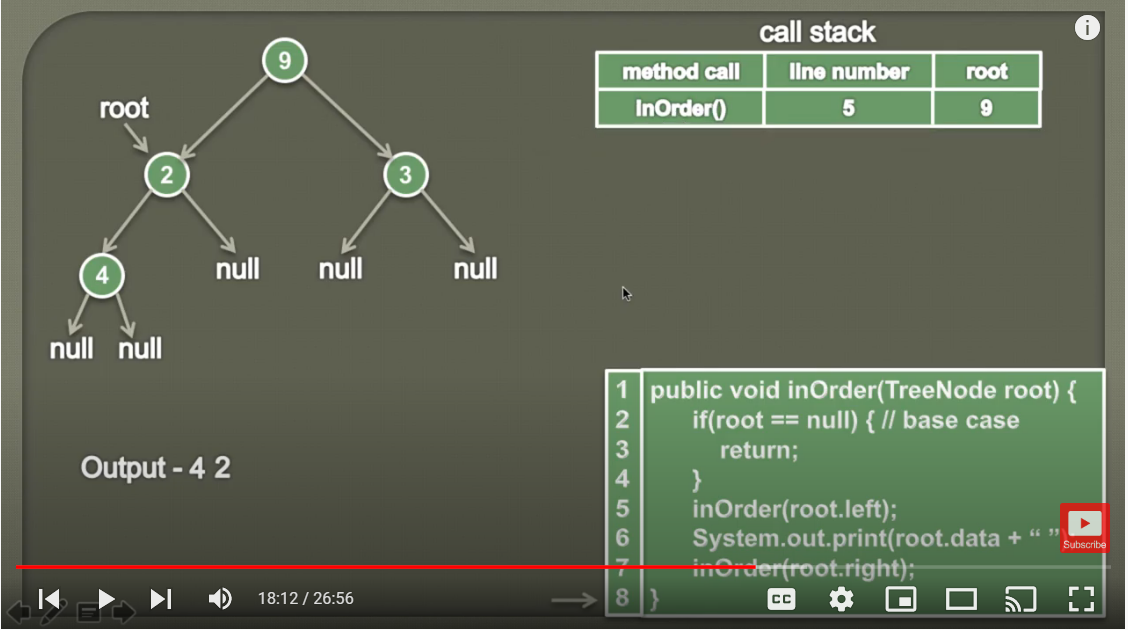 call stack
method call line number root
InOrder() 5 9
9
root
2
3
4
null
null
null
null
null
Output - 4 2
1 public void inOrder(TreeNode root) {
2 if(root == null) { // base case
3 return;
4 }
5 inOrder(root.left);
6 System.out.print(root.data + “ ”)
7 inOrder(root.right);
8 }
Subscribe
18:12 / 26:56
CC